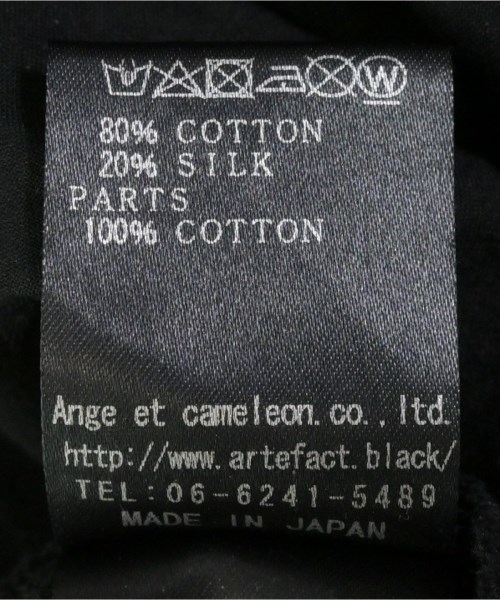 W
80% COTTON
20% SILK
PARTS
100% COTTON
Ange et cameleon.co.,ltd.
http://www.artefact.black/
TEL:06-6241-5489
MADE IN JAPAN